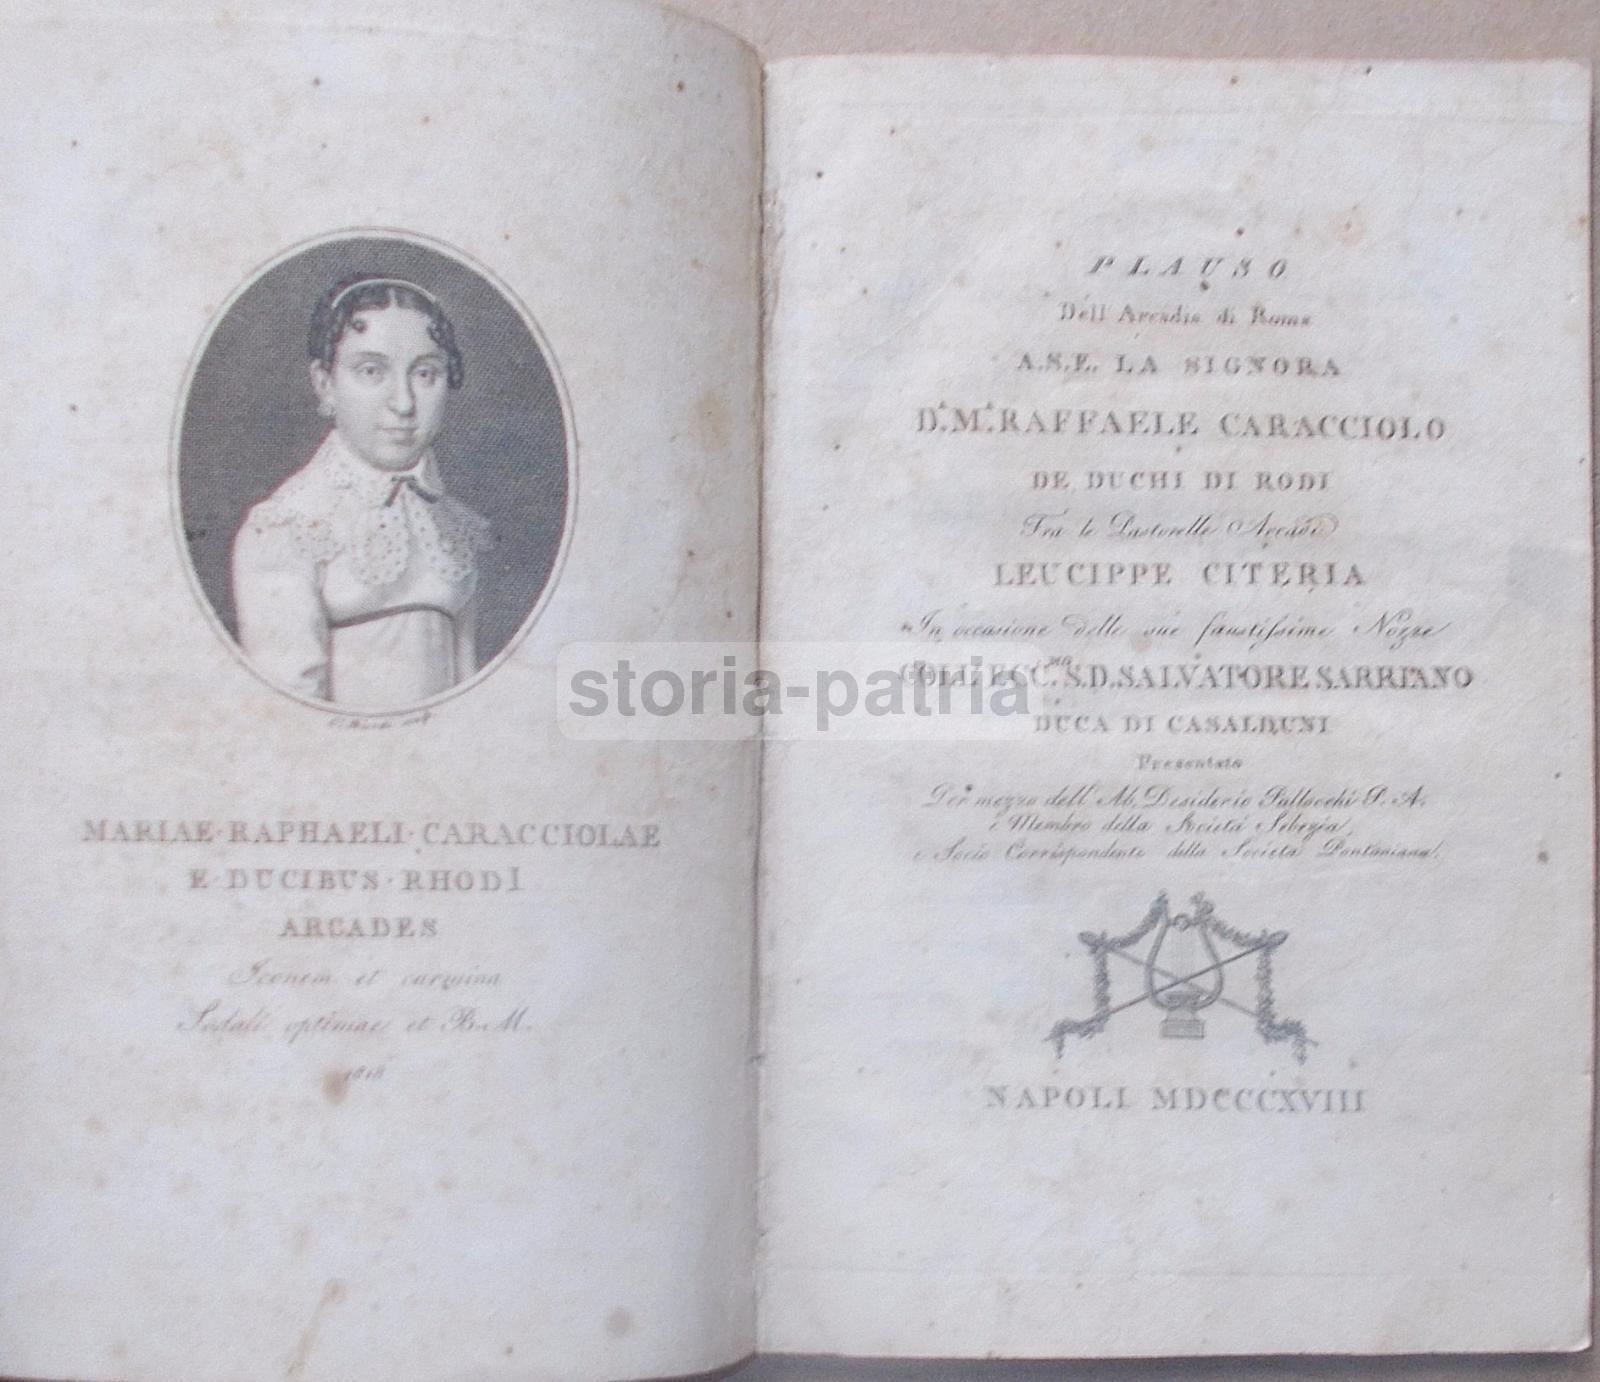 MARIAE · RAPHAELI · CARACCIOLAE
E · DUCIBUS · RHODI
ARCADES
Iconem et carmina
Sodali optimae et B. M.
1818
PLAUSO
Dell Arcadia di Roma
A. S. E. LA SIGNORA
D.ª M.ª RAFFAELE CARACCIOLO
DE DUCHI DI RODI
Fra le Pastorelle Arcadi
LEUCIPPE CITERIA
In occasione delle sue faustissime Nozze
COLL' ECC.MO S. D. SALVATORE SARRIANO
DUCA DI CASALDUNI
Presentato
Per mezzo dell' Ab. Desiderio P. A.
e Membro della Società Sebezia,
e Socio Corrispondente della Società Pontaniana.
NAPOLI MDCCCXVIII
storia-patria